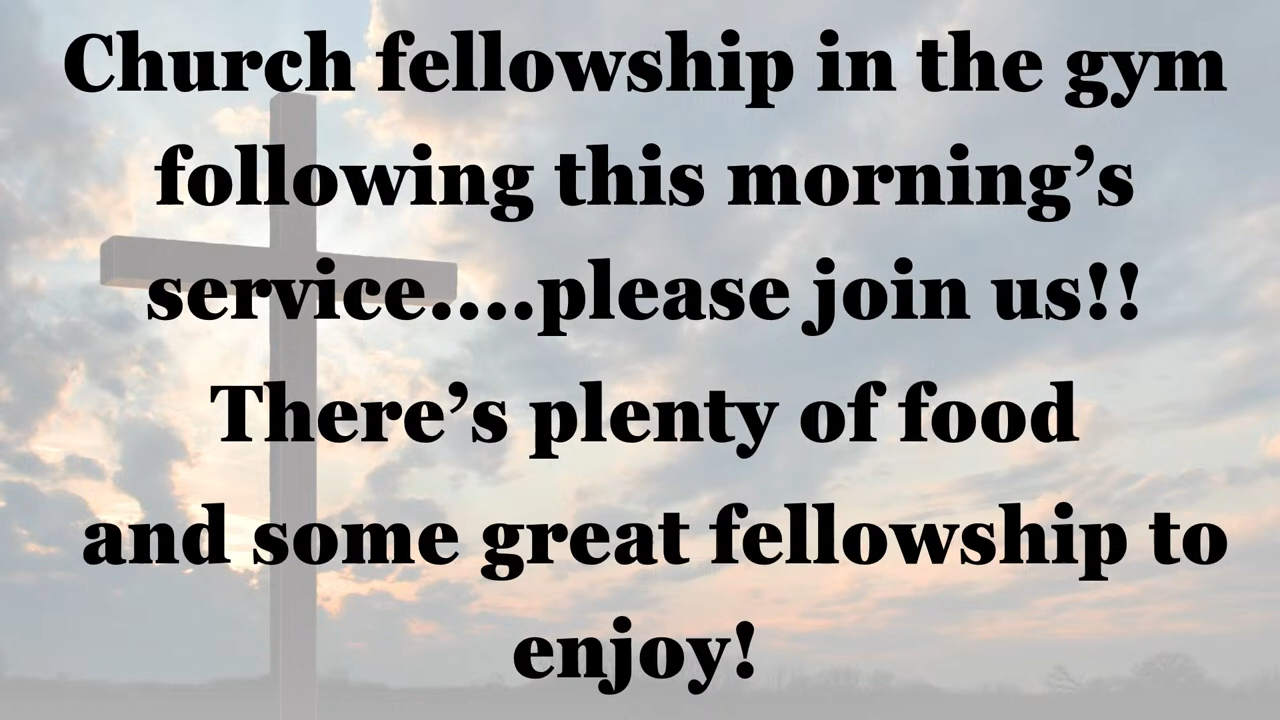 Church fellowship in the gym
following this morning’s
service....please join us!!
There’s plenty of food
and some great fellowship to
enjoy!